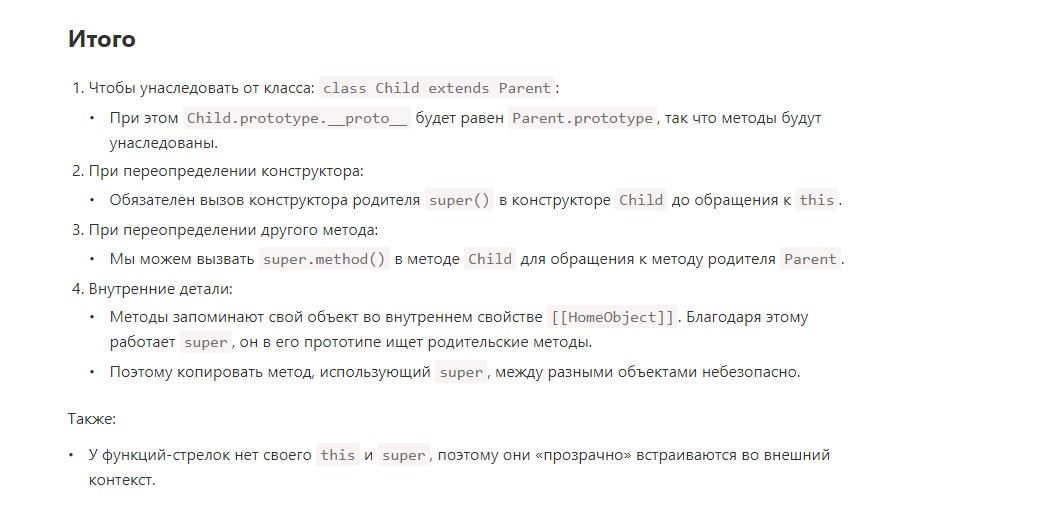 Итого
1. Чтобы унаследовать от класса: class Child extends Parent:
• При этом Child.prototype.__proto__ будет равен Parent.prototype, так что методы будут
унаследованы.
2. При переопределении конструктора:
• Обязателен вызов конструктора родителя super() в конструкторе Child до обращения к this.
3. При переопределении другого метода:
• Мы можем вызвать super.method() в методе Child для обращения к методу родителя Parent.
4. Внутренние детали:
• Методы запоминают свой объект во внутреннем свойстве [[HomeObject]]. Благодаря этому
работает super, он в его прототипе ищет родительские методы.
• Поэтому копировать метод, использующий super, между разными объектами небезопасно.
Также:
• У функций-стрелок нет своего this и super, поэтому они «прозрачно» встраиваются во внешний
контекст.